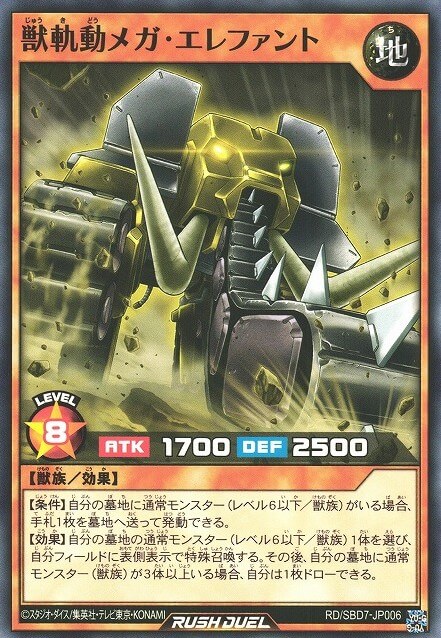 獣軌動メガ・エレファント
地
LEVEL
8
ATK 1700 DEF 2500
【獣族/効果】
【条件】自分の墓地に通常モンスター(レベル6以下/獣族)がいる場合、
手札1枚を墓地へ送って発動できる。
【効果】自分の墓地の通常モンスター(レベル6以下/獣族)1体を選び、
自分フィールドに表側表示で特殊召喚する。その後、自分の墓地に通常
モンスター(獣族)が3体以上いる場合、自分は1枚ドローできる。
©スタジオ・ダイス/集英社・テレビ東京・KONAMI RUSH DUEL RD/SBD7-JP006